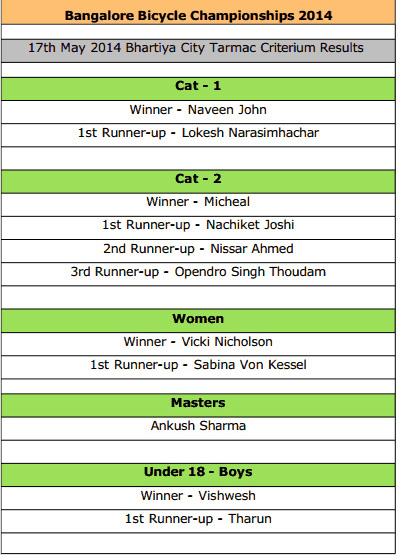 Bangalore Bicycle Championships 2014
17th May 2014 Bhartiya City Tarmac Criterium Results
Cat - 1
Winner - Naveen John
1st Runner-up - Lokesh Narasimhachar
Cat - 2
Winner - Micheal
1st Runner-up - Nachiket Joshi
2nd Runner-up - Nissar Ahmed
3rd Runner-up - Opendro Singh Thoudam
Women
Winner - Vicki Nicholson
1st Runner-up - Sabina Von Kessel
Masters
Ankush Sharma
Under 18 - Boys
Winner - Vishwesh
1st Runner-up - Tharun